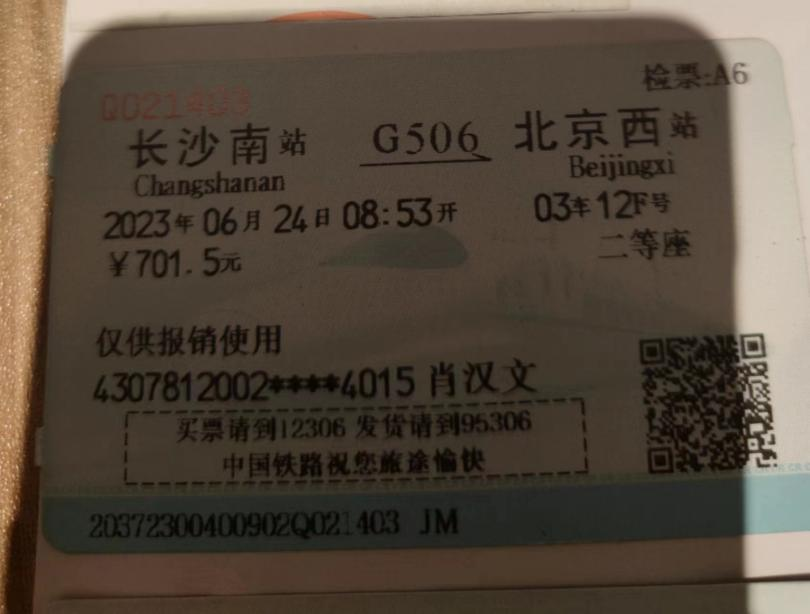 检票:A6
Q021403
长沙南站 G506 北京西站
Changshanan Beijingxi
2023年06月24日08:53开 03车12F号
¥701.5元 二等座
仅供报销使用
4307812002****4015 肖汉文
买票请到12306 发货请到95306
中国铁路祝您旅途愉快
20372300400902Q021403 JM